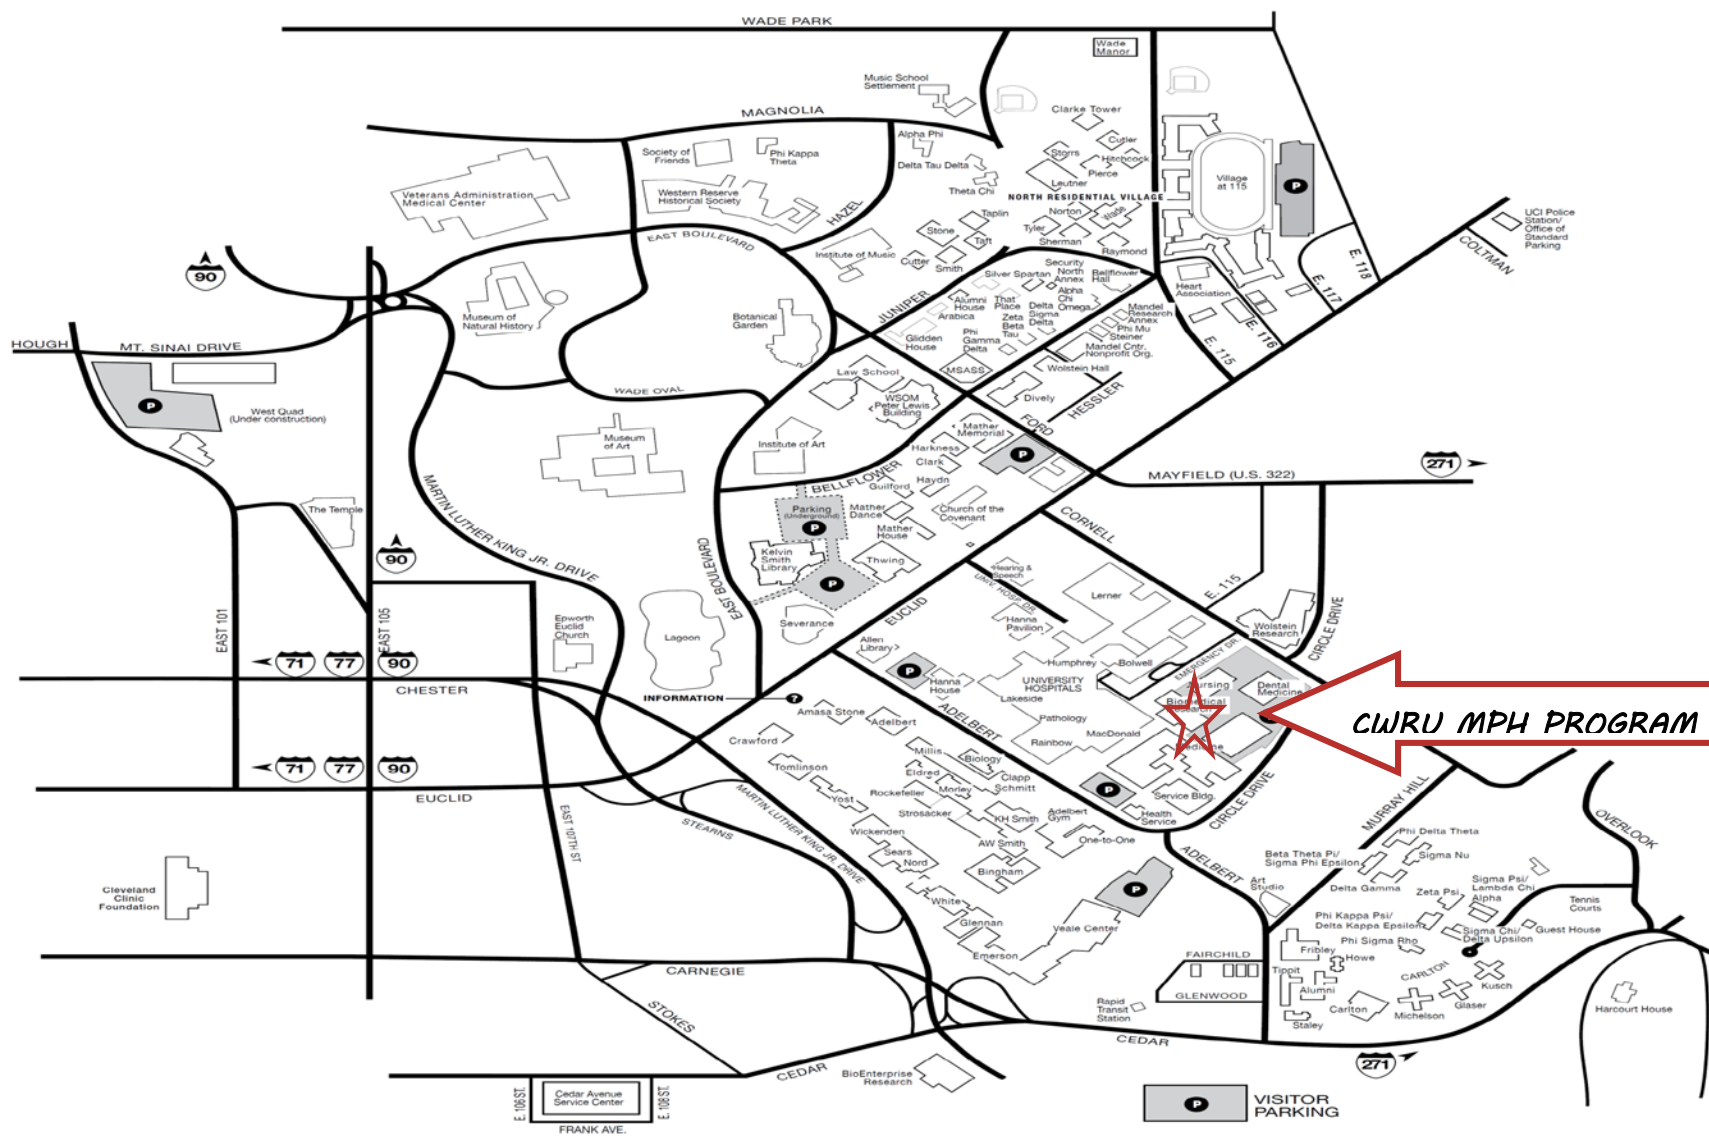 WADE PARK
Wade
Manor
Music School
Settlement
MAGNOLIA
Clarke Tower
Alpha Phi
Cutler
Society of
Friends
Phi Kappa
Theta
Storrs
Hitchcock
Delta Tau Delta
Pierce
Leutner
Village
at 115
P
Theta Chi
Veterans Administration
Medical Center
Western Reserve
Historical Society
NORTH RESIDENTIAL VILLAGE
HAZEL
Taplin
Norton
Wade
Stone
Tyler
Taft
Sherman
Raymond
UCI Police
Station/
Office of
Standard
Parking
COLTMAN
EAST BOULEVARD
Institute of Music
Cutter
Smith
90
Security
North
Annex
Silver Spartan
Bellflower
Hall
Heart
Association
E. 118
E. 117
E. 116
E. 115
JUNIPER
Alumni
House
Arabica
That
Place
Alpha
Chi
Omega
Delta
Sigma
Delta
Zeta
Beta
Tau
Mandel
Research
Annex
Phi Mu
Steiner
Mandel Cntr.
Nonprofit Org.
Museum of
Natural History
Botanical
Garden
Glidden
House
Phi
Gamma
Delta
HOUGH
MT. SINAI DRIVE
MSASS
Wolstein Hall
Law School
WADE OVAL
WSOM
Peter Lewis
Building
Dively
HESSLER
P
West Quad
(Under construction)
FORD
Mather
Memorial
Museum
of Art
Institute of Art
Harkness
Clark
P
271
MAYFIELD (U.S. 322)
BELLFLOWER
Guilford
Haydn
MARTIN LUTHER KING JR. DRIVE
The Temple
Parking
(Underground)
P
Mather
Dance
Church of the
Covenant
CORNELL
Mather
House
90
Kelvin
Smith
Library
Thwing
EAST BOULEVARD
P
Hearing &
Speech
UNIV. HOSP. DR.
E. 115
Lerner
EAST 101
EAST 105
Epworth
Euclid
Church
Lagoon
Severance
EUCLID
Hanna
Pavilion
Wolstein
Research
CIRCLE DRIVE
Allen
Library
EMERGENCY DR.
71 77 90
Humphrey
Bolwell
P
Hanna
House
UNIVERSITY
HOSPITALS
Nursing
Dental
Medicine
CHESTER
INFORMATION
?
Lakeside
Biomedical
Research
Amasa Stone
Adelbert
ADELBERT
Pathology
MacDonald
CWRU MPH PROGRAM
Crawford
Rainbow
Medicine
Millis
Biology
71 77 90
Tomlinson
Eldred
Clapp
Schmitt
Morley
Rockefeller
P
Service Bldg.
CIRCLE DRIVE
EUCLID
MARTIN LUTHER KING JR. DRIVE
Yost
Strosacker
KH Smith
Adelbert
Gym
Health
Service
MURRAY HILL
OVERLOOK
EAST 107TH ST
STEARNS
Wickenden
AW Smith
One-to-One
Phi Delta Theta
Sears
Nord
ADELBERT
Beta Theta Pi/
Sigma Phi Epsilon
Sigma Nu
Bingham
P
Art
Studio
Delta Gamma
Zeta Psi
Sigma Psi/
Lambda Chi
Alpha
Cleveland
Clinic
Foundation
White
Tennis
Courts
Glennan
Veale Center
Phi Kappa Psi/
Delta Kappa Epsilon
Sigma Chi/
Delta Upsilon
Guest House
Emerson
Phi Sigma Rho
Fribley
Howe
FAIRCHILD
CARNEGIE
Tippit
CARLTON
Kusch
Alumni
GLENWOOD
Glaser
STOKES
Rapid
Transit
Station
Carlton
Michelson
Harcourt House
Staley
CEDAR
271
CEDAR
BioEnterprise
Research
E. 106 ST.
Cedar Avenue
Service Center
E. 108 ST.
FRANK AVE.
P
VISITOR
PARKING